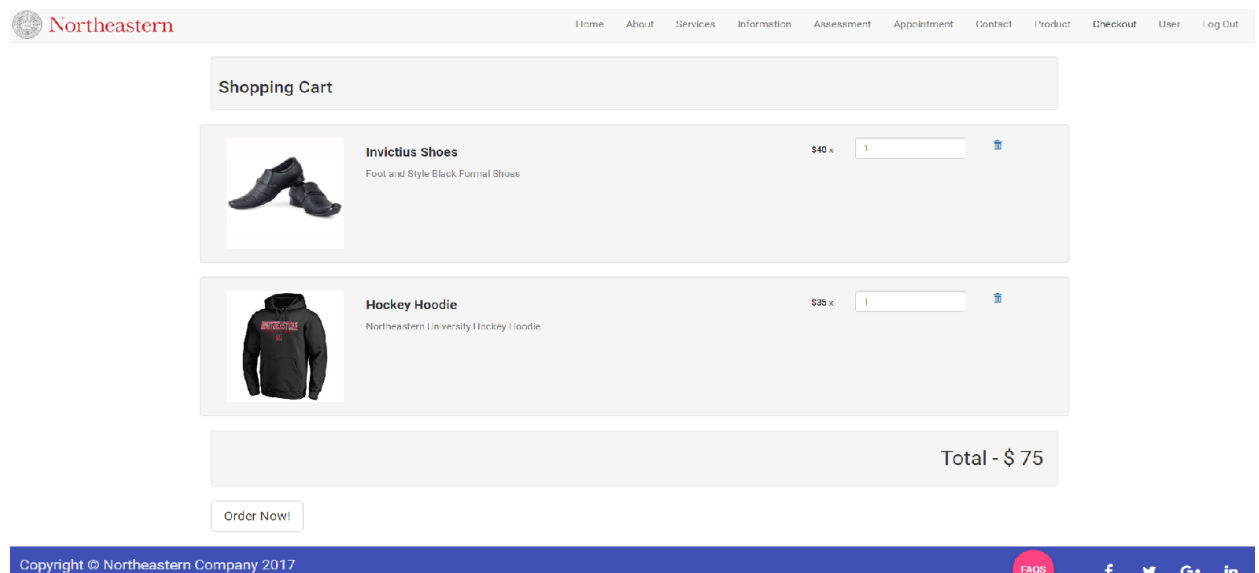 Northeastern
Home About Services Information Assessment Appointment Contact Product Checkout User Log Out
Shopping Cart
Invictius Shoes
$40 x 1
Foot and Style Black Formal Shoes
Hockey Hoodie
$35 x 1
Northeastern University Hockey Hoodie
NORTHEASTERN
Total - $ 75
Order Now!
Copyright © Northeastern Company 2017
FAQS
f G+ in